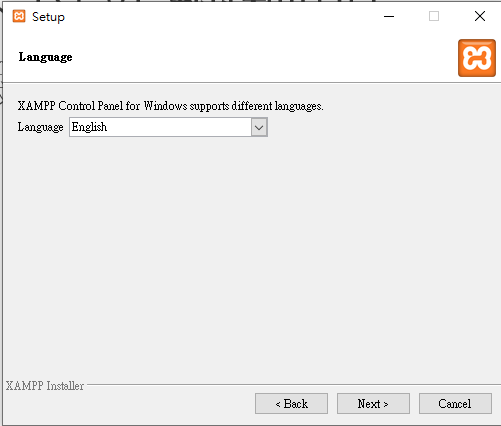 Setup
Language
XAMPP Control Panel for Windows supports different languages.
Language English
XAMPP Installer
< Back Next > Cancel